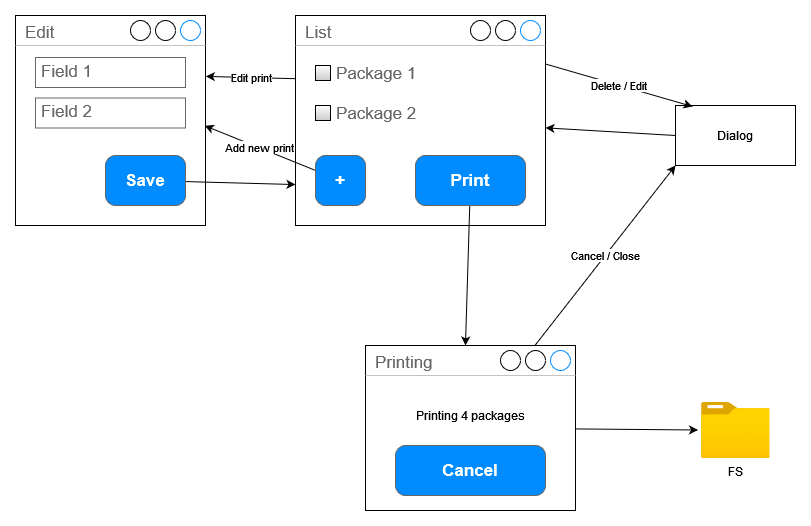 Edit
Field 1
Field 2
Save
Edit print
Add new print
List
Package 1
Package 2
+
Print
Delete / Edit
Dialog
Cancel / Close
Printing
Printing 4 packages
Cancel
FS